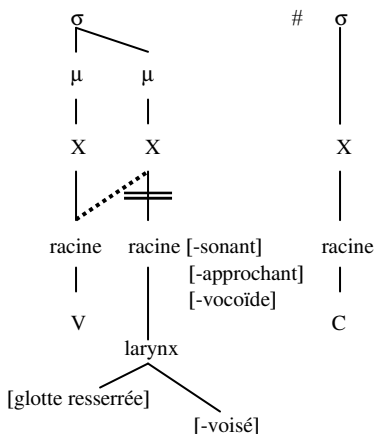 σ # σ
μ μ
X X X
racine racine [-sonant] racine
[-approchant]
[-vocoïde]
V C
larynx
[glotte resserrée]
[-voisé]